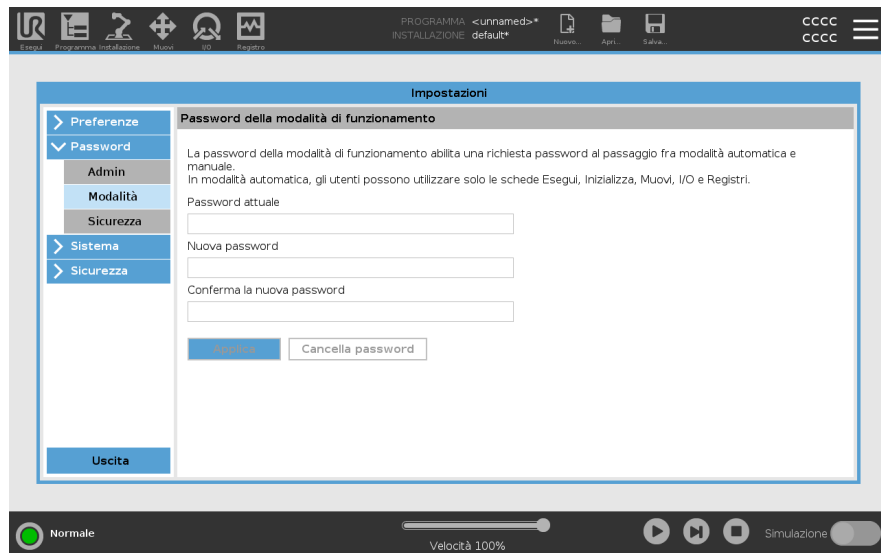 PROGRAMMA <unnamed>*
INSTALLAZIONE default*
CCCC
CCCC
Esegui
Programma
Installazione
Muovi
I/O
Registro
Nuovo...
Apri...
Salva...
Impostazioni
Preferenze
Password
Admin
Modalità
Sicurezza
Sistema
Sicurezza
Uscita
Password della modalità di funzionamento
La password della modalità di funzionamento abilita una richiesta password al passaggio fra modalità automatica e
manuale.
In modalità automatica, gli utenti possono utilizzare solo le schede Esegui, Inizializza, Muovi, I/O e Registri.
Password attuale
Nuova password
Conferma la nuova password
Applica
Cancella password
Normale
Velocità 100%
Simulazione